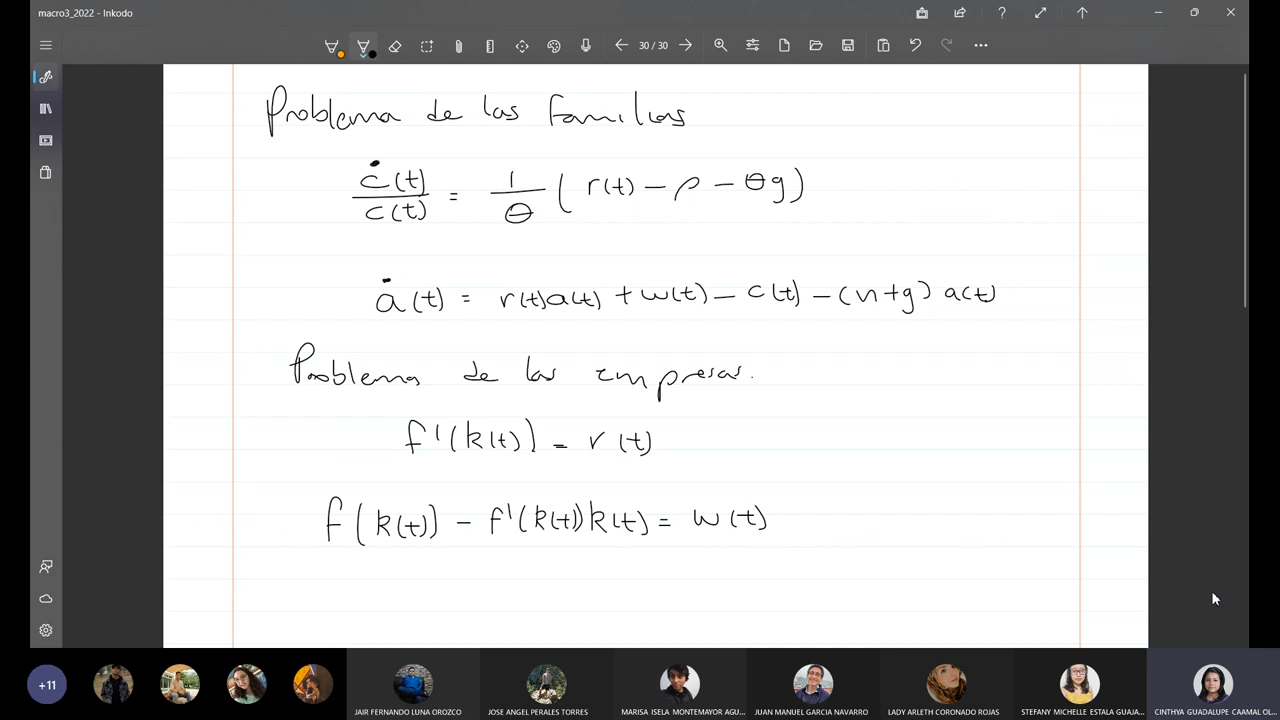 macro3_2022 - Inkodo
30 / 30
Problema de las familias
ċ(t)/c(t) = 1/θ ( r(t) - ρ - θg )
ȧ(t) = r(t)a(t) + w(t) - c(t) - (n+g) a(t)
Problema de las empresas.
f'(k(t)) = r(t)
f(k(t)) - f'(k(t))k(t) = w(t)
+11
JAIR FERNANDO LUNA OROZCO
JOSE ANGEL PERALES TORRES
MARISA ISELA MONTEMAYOR AGU...
JUAN MANUEL GARCIA NAVARRO
LADY ARLETH CORONADO ROJAS
STEFANY MICHELLE ESTALA GUAJA...
CINTHYA GUADALUPE CAAMAL OL...